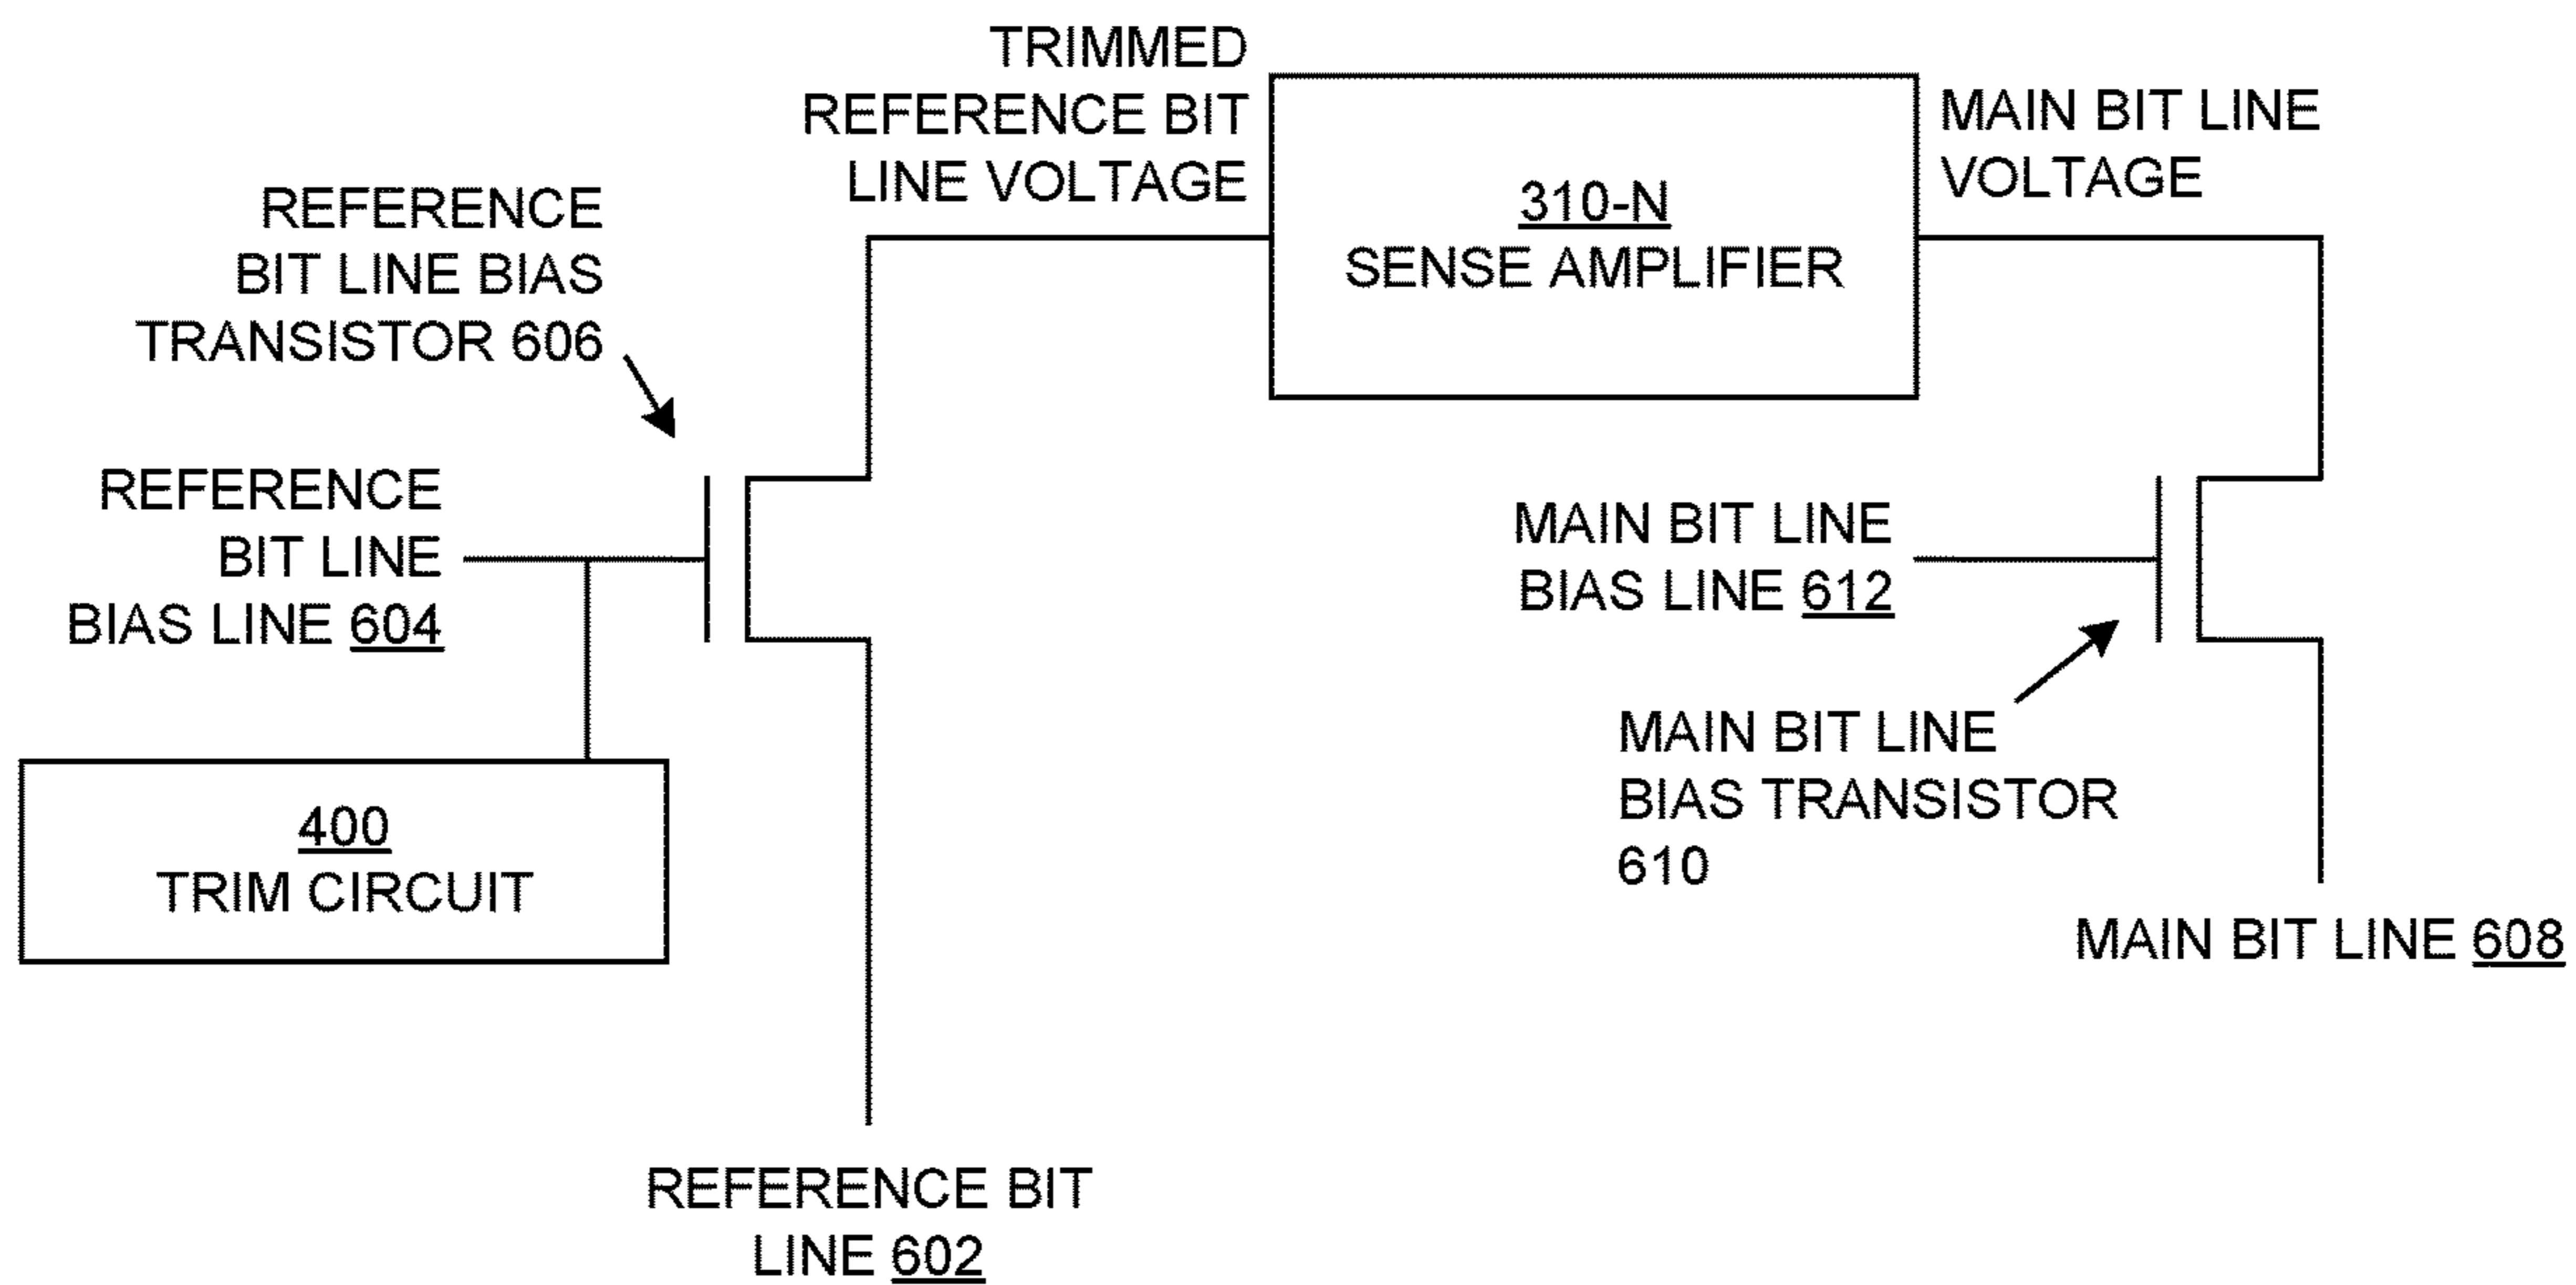 TRIMMED
REFERENCE BIT
LINE VOLTAGE
310-N
SENSE AMPLIFIER
MAIN BIT LINE
VOLTAGE
REFERENCE
BIT LINE BIAS
TRANSISTOR 606
REFERENCE
BIT LINE
BIAS LINE 604
MAIN BIT LINE
BIAS LINE 612
MAIN BIT LINE
BIAS TRANSISTOR
610
400
TRIM CIRCUIT
MAIN BIT LINE 608
REFERENCE BIT
LINE 602